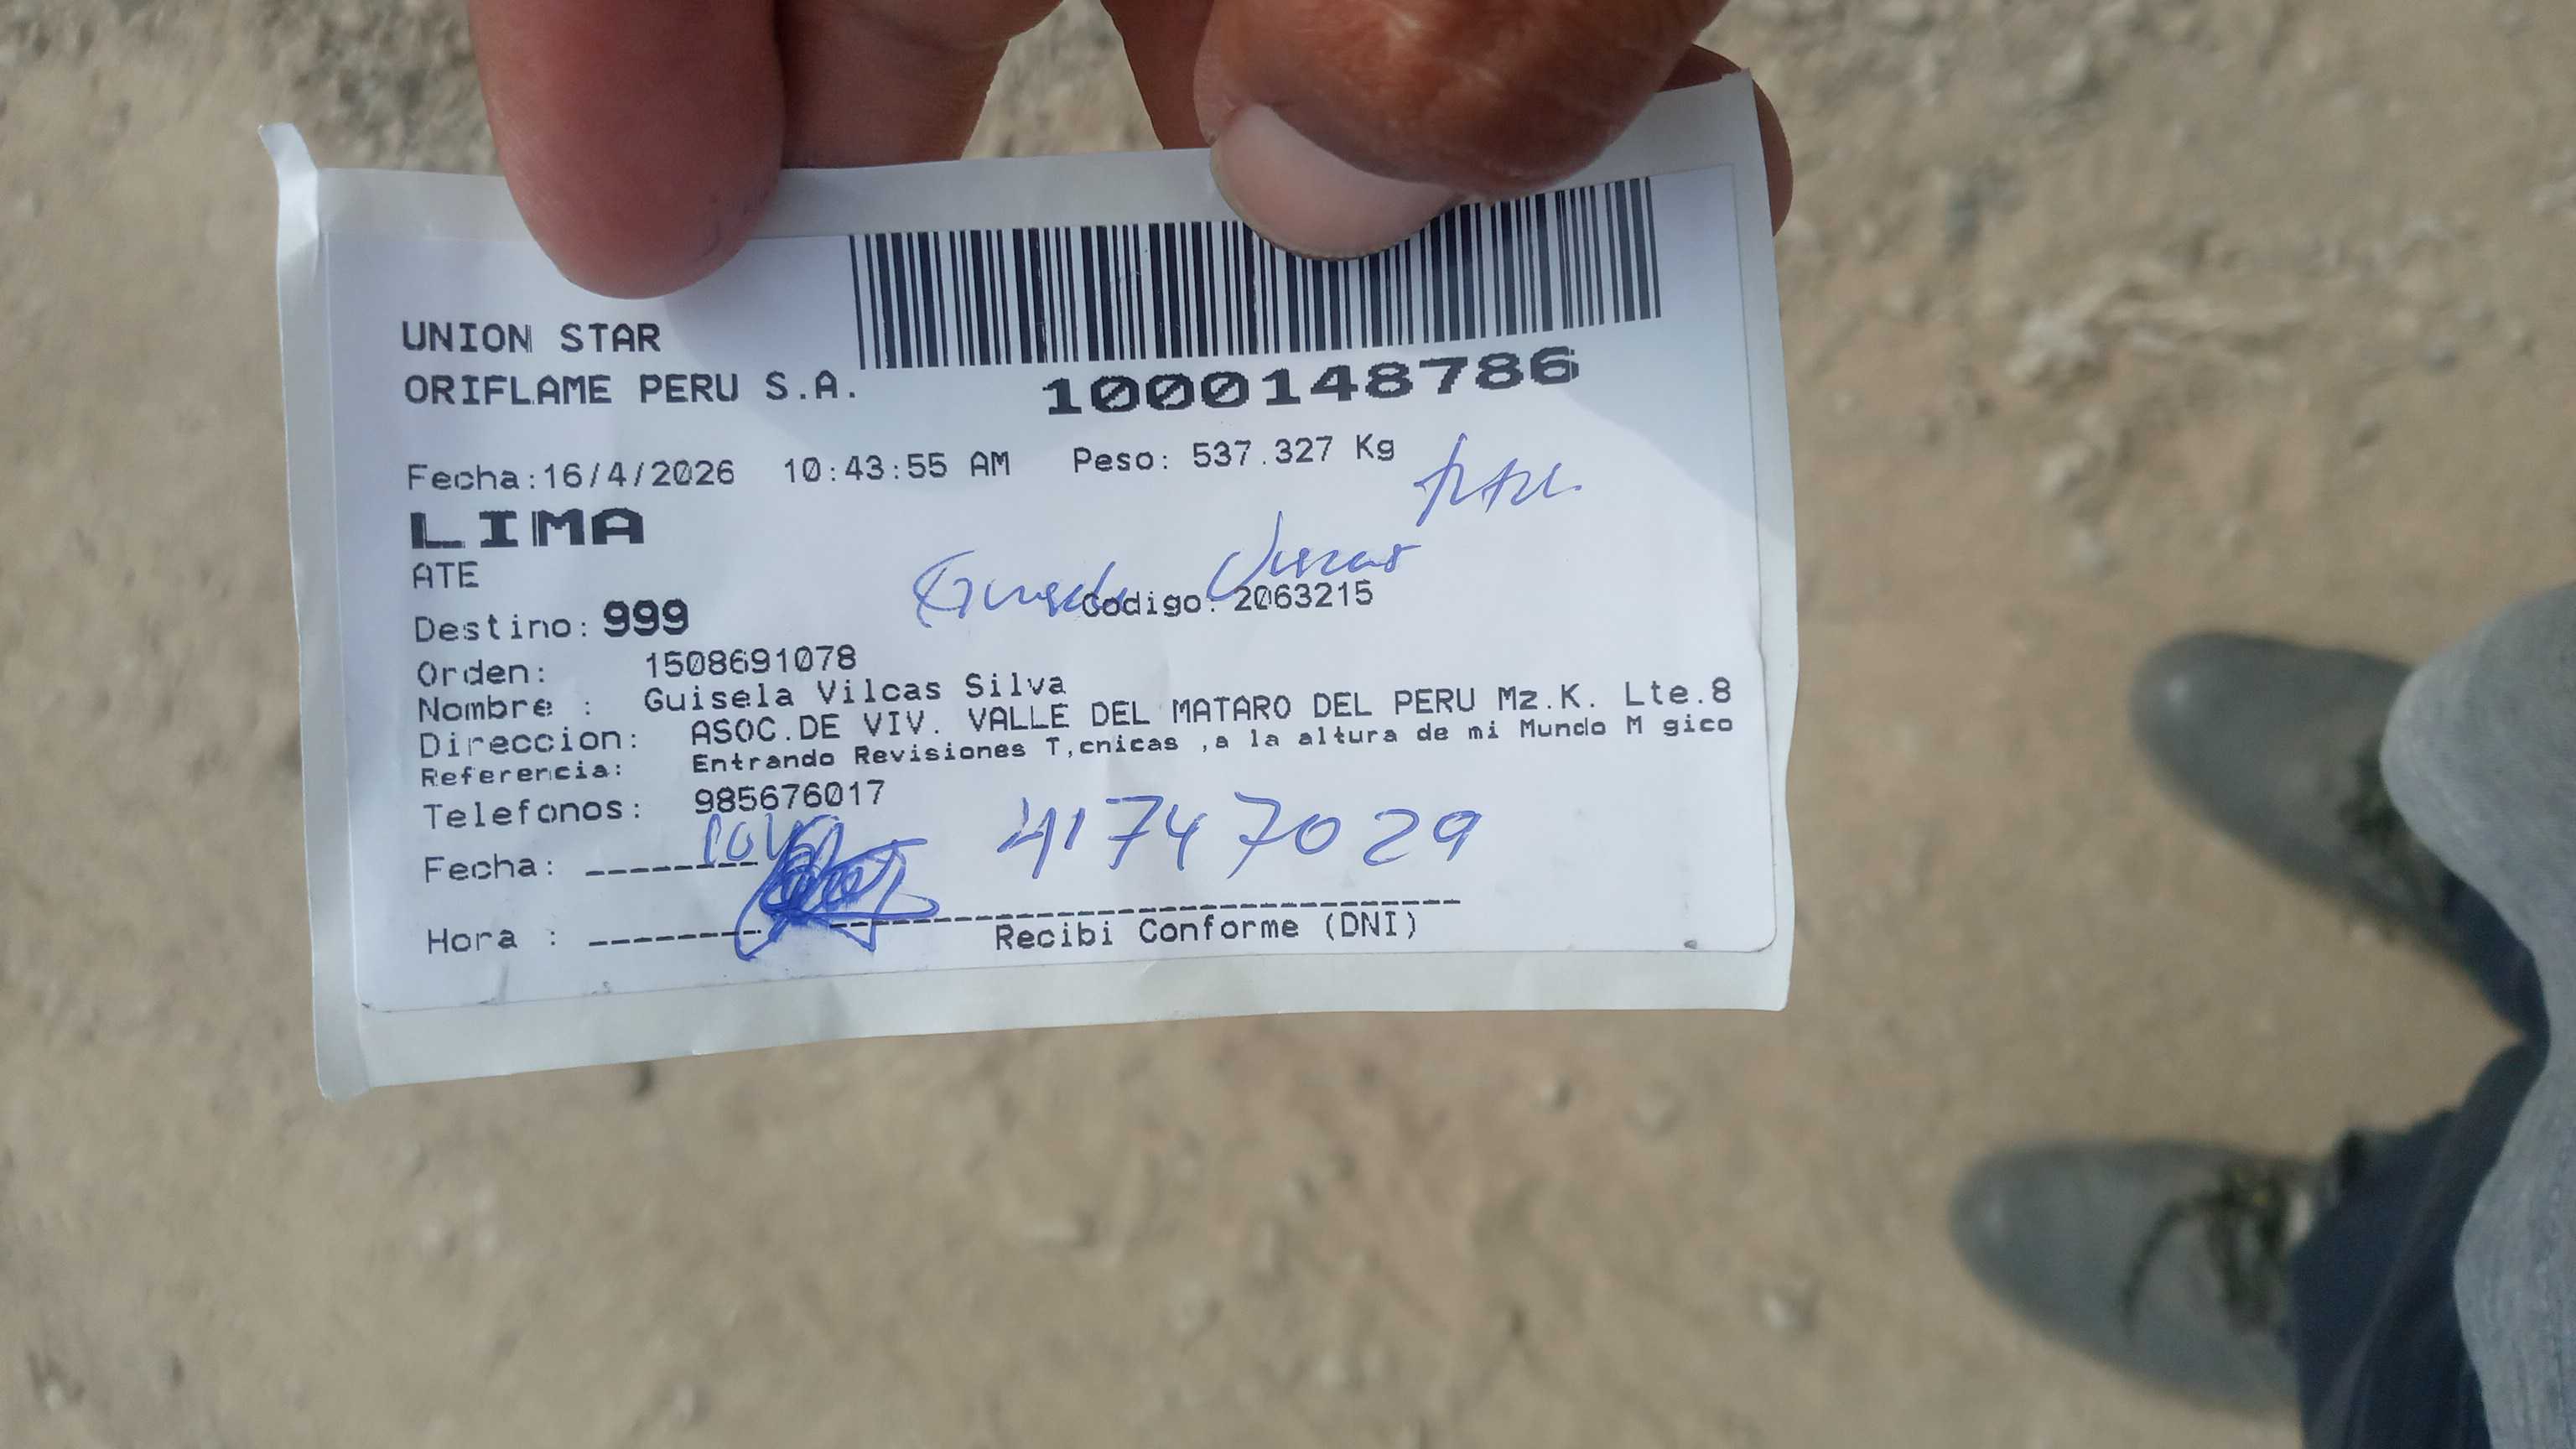 UNION STAR
ORIFLAME PERU S.A.
1000148786
Fecha:16/4/2026 10:43:55 AM Peso: 537.327 Kg
LIMA
ATE
Destino: 999
Codigo: 2063215
Orden: 1508691078
Nombre : Guisela Vilcas Silva
Direccion: ASOC.DE VIV. VALLE DEL MATARO DEL PERU Mz.K. Lte.8
Referencia: Entrando Revisiones T,cnicas ,a la altura de mi Mundo M gico
Telefonos: 985676017
41747029
Fecha:
Hora :
Recibi Conforme (DNI)